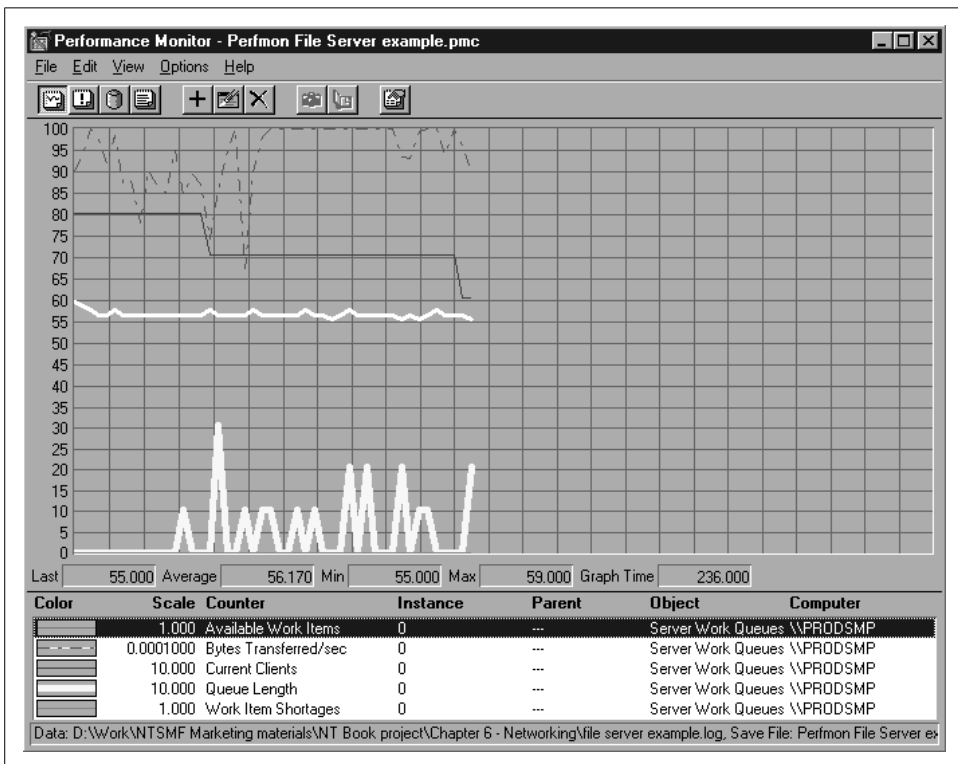 Performance Monitor - Perfmon File Server example.pmc
File Edit View Options Help
100
95
90
85
80
75
70
65
60
55
50
45
40
35
30
25
20
15
10
5
0
Last 55.000 Average 56.170 Min 55.000 Max 59.000 Graph Time 236.000
Color Scale Counter Instance Parent Object Computer
1.000 Available Work Items 0 --- Server Work Queues \\PRODSMP
0.0001000 Bytes Transferred/sec 0 --- Server Work Queues \\PRODSMP
10.000 Current Clients 0 --- Server Work Queues \\PRODSMP
10.000 Queue Length 0 --- Server Work Queues \\PRODSMP
1.000 Work Item Shortages 0 --- Server Work Queues \\PRODSMP
Data: D:\Work\NTSMF Marketing materials\NT Book project\Chapter 6 - Networking\file server example.log, Save File: Perfmon File Server ex